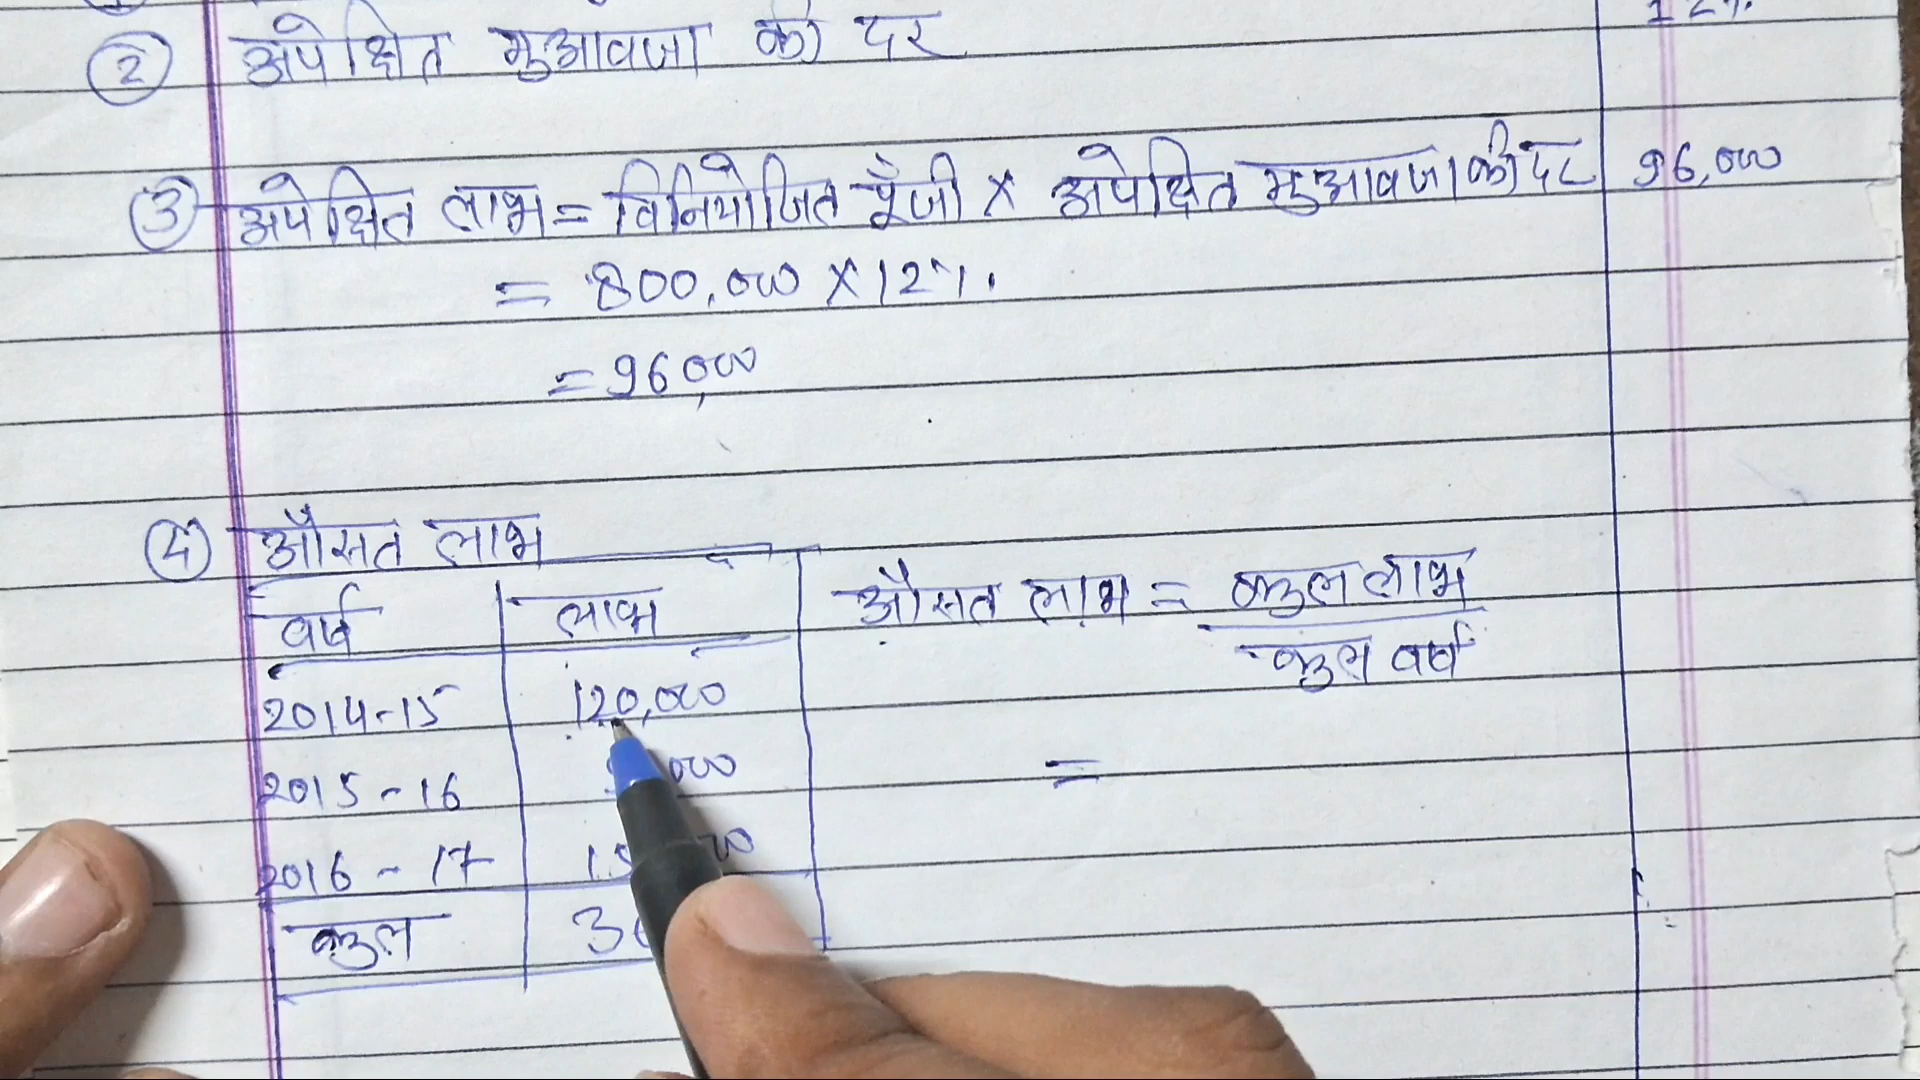 12%
② अपेक्षित मुआवजा की दर
③ अपेक्षित लाभ = विनियोजित पूँजी x अपेक्षित मुआवजा की दर 96,000
= 800,000 x 12%
= 96,000
④ औसत लाभ
वर्ष लाभ
औसत लाभ = कुल लाभ
कुल वर्ष
2014-15 120,000
2015-16
=
2016-17
कुल